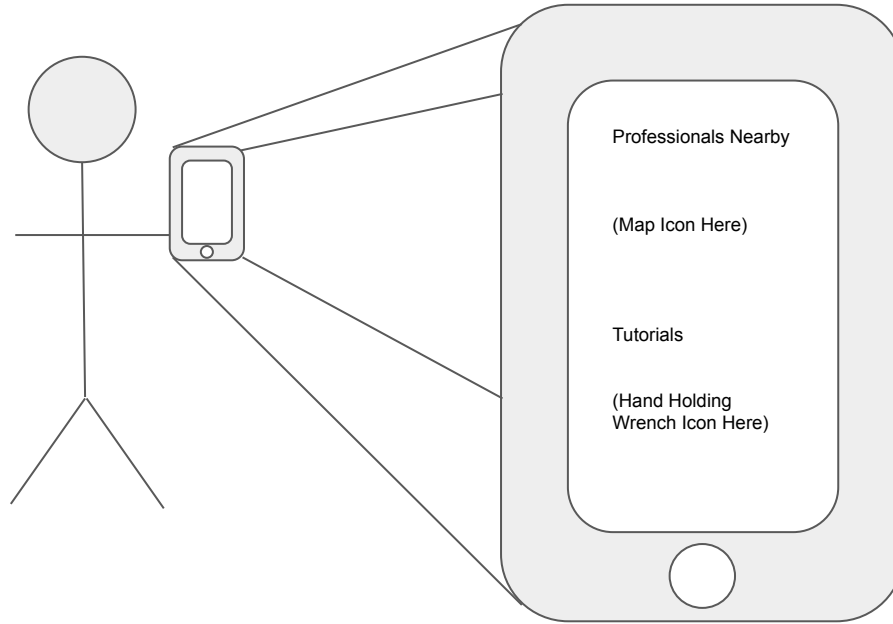 Professionals Nearby
(Map Icon Here)
Tutorials
(Hand Holding
Wrench Icon Here)